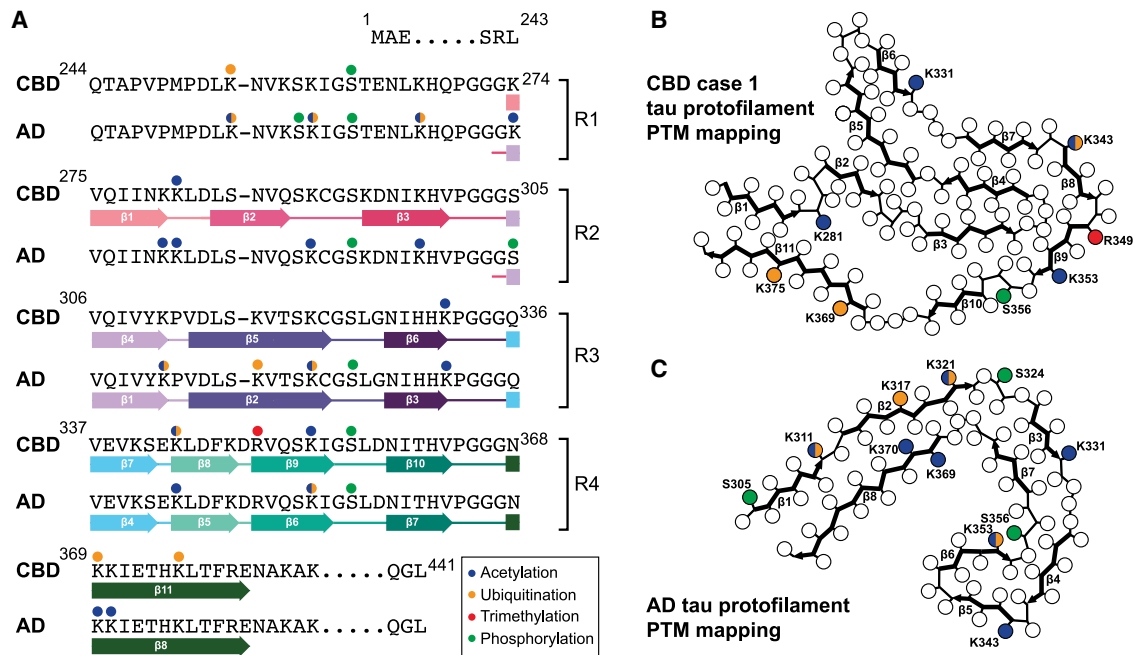 A
1 243
MAE.....SRL
244 274
CBD QTAPVPMPDLK-NVKSKIGSTENLKHQPGGGK
AD QTAPVPMPDLK-NVKSKIGSTENLKHQPGGGK
R1
275 305
CBD VQIINKKLDLS-NVQSKCGSKDNIKHVPGGGS
β1 β2 β3
AD VQIINKKLDLS-NVQSKCGSKDNIKHVPGGGS
R2
306 336
CBD VQIVYKPVDLS-KVTSKCGSLGNIHHKPGGGQ
β4 β5 β6
AD VQIVYKPVDLS-KVTSKCGSLGNIHHKPGGGQ
β1 β2 β3
R3
337 368
CBD VEVKSEKLDFKDRVQSKIGSLDNITHVPGGGN
β7 β8 β9 β10
AD VEVKSEKLDFKDRVQSKIGSLDNITHVPGGGN
β4 β5 β6 β7
R4
369 441
CBD KKIETHKLTFRENAKAK.....QGL
β11
AD KKIETHKLTFRENAKAK.....QGL
β8
Acetylation
Ubiquitination
Trimethylation
Phosphorylation
B
CBD case 1
tau protofilament
PTM mapping
β6
K331
β5
β7
K343
β2
β4
β8
β1
K281
β3
R349
β11
β9
K375
K353
β10
S356
K369
C
K321
S324
K317
β2
K311
β3
K331
K370
K369
S305
β1
β8
β7
S356
K353
β6
β4
β5
K343
AD tau protofilament
PTM mapping